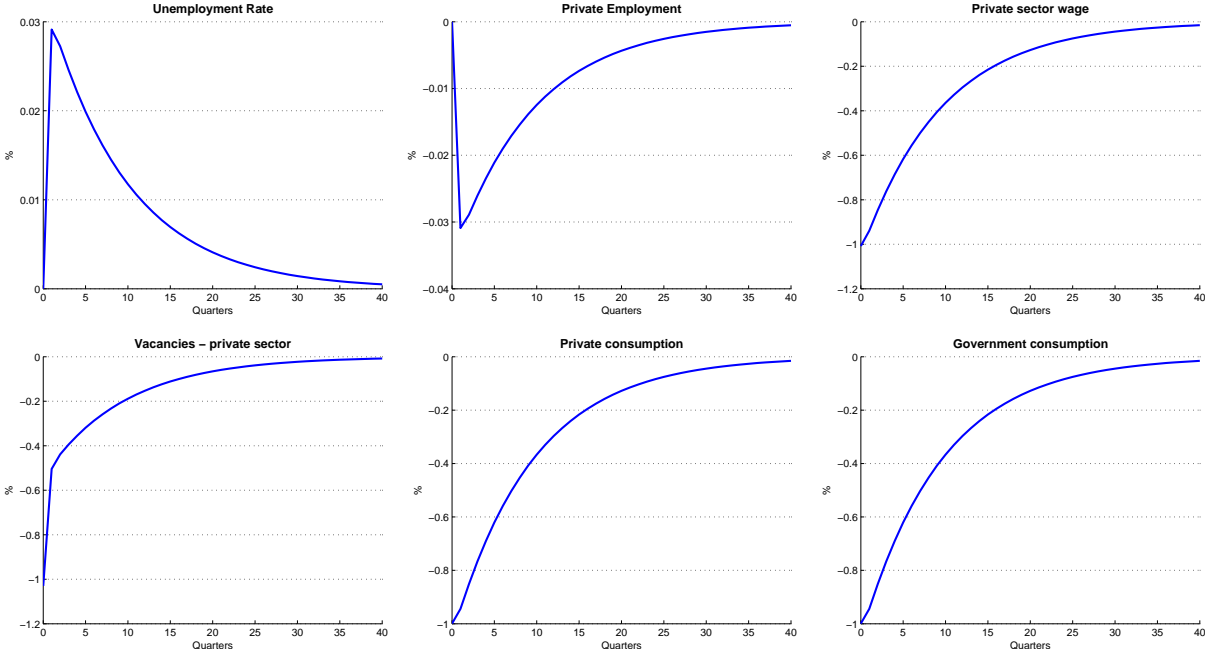 Unemployment Rate
0.03
0.02
0.01
0
%
0 5 10 15 20 25 30 35 40
Quarters
Private Employment
0
−0.01
−0.02
−0.03
−0.04
%
0 5 10 15 20 25 30 35 40
Quarters
Private sector wage
0
−0.2
−0.4
−0.6
−0.8
−1
−1.2
%
0 5 10 15 20 25 30 35 40
Quarters
Vacancies − private sector
0
−0.2
−0.4
−0.6
−0.8
−1
−1.2
%
0 5 10 15 20 25 30 35 40
Quarters
Private consumption
0
−0.2
−0.4
−0.6
−0.8
−1
%
0 5 10 15 20 25 30 35 40
Quarters
Government consumption
0
−0.2
−0.4
−0.6
−0.8
−1
%
0 5 10 15 20 25 30 35 40
Quarters